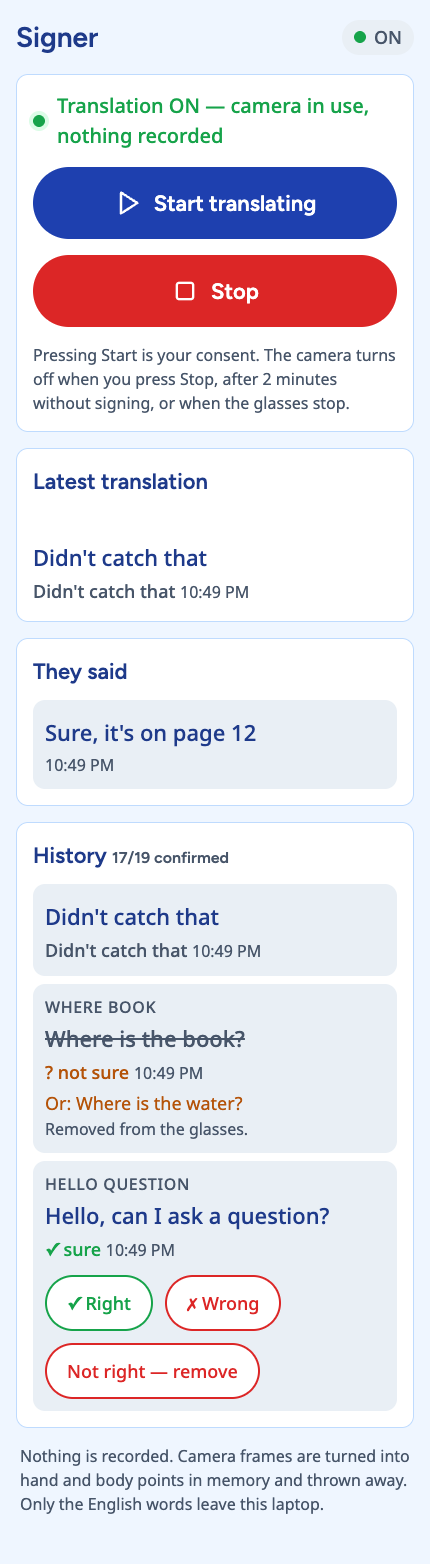 Signer
ON
Translation ON — camera in use,
nothing recorded
Start translating
Stop
Pressing Start is your consent. The camera turns
off when you press Stop, after 2 minutes
without signing, or when the glasses stop.
Latest translation
Didn't catch that
Didn't catch that 10:49 PM
They said
Sure, it's on page 12
10:49 PM
History 17/19 confirmed
Didn't catch that
Didn't catch that 10:49 PM
WHERE BOOK
Where is the book?
? not sure 10:49 PM
Or: Where is the water?
Removed from the glasses.
HELLO QUESTION
Hello, can I ask a question?
✓ sure 10:49 PM
✓ Right
✗ Wrong
Not right — remove
Nothing is recorded. Camera frames are turned into
hand and body points in memory and thrown away.
Only the English words leave this laptop.